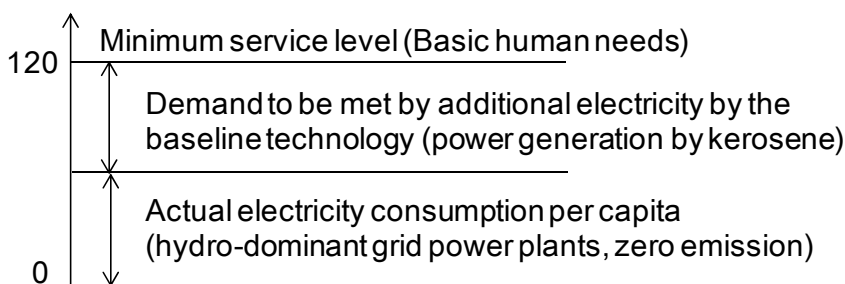 Minimum service level (Basic human needs)
120
Demand to be met by additional electricity by the
baseline technology (power generation by kerosene)
Actual electricity consumption per capita
(hydro-dominant grid power plants, zero emission)
0